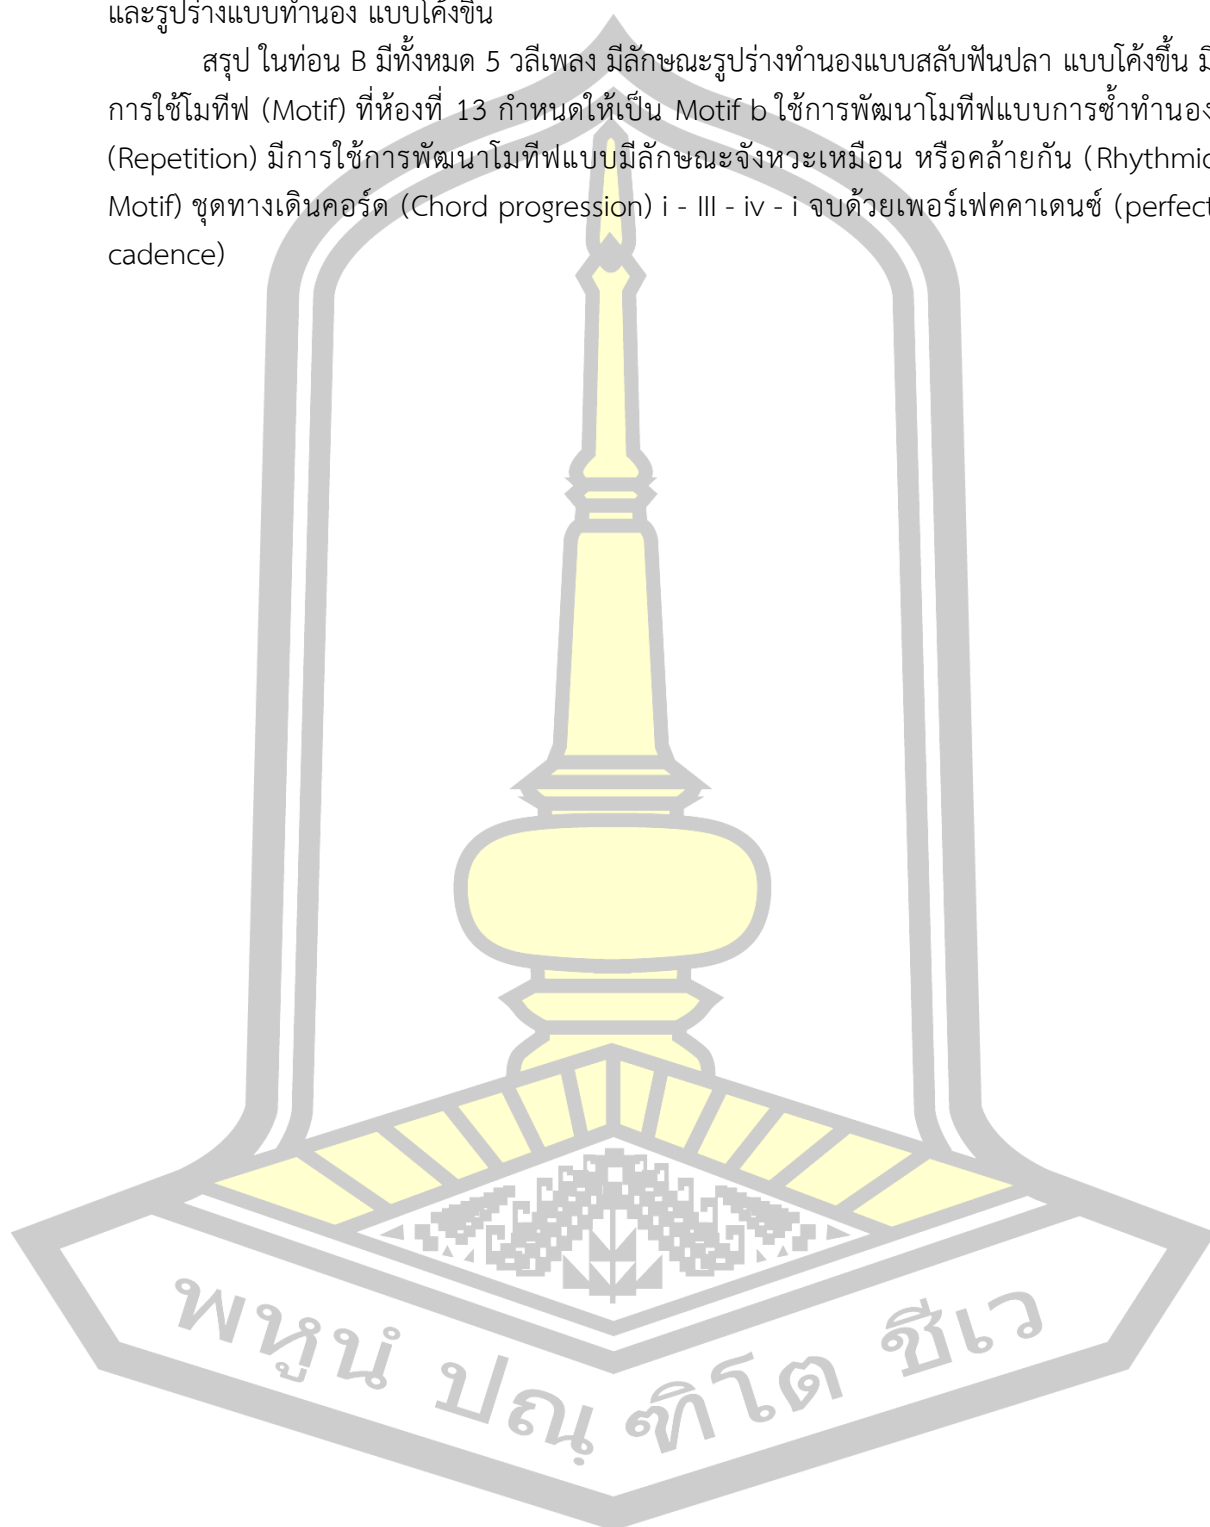 และรูปร่างแบบทำนอง แบบโค้งขึ้น
สรุป ในท่อน B มีทั้งหมด 5 วลีเพลง มีลักษณะรูปร่างทำนองแบบสลับฟันปลา แบบโค้งขึ้น มี
การใช้โมทีฟ (Motif) ที่ห้องที่ 13 กำหนดให้เป็น Motif b ใช้การพัฒนาโมทีฟแบบการซ้ำทำนอง
(Repetition) มีการใช้การพัฒนาโมทีฟแบบมีลักษณะจังหวะเหมือน หรือคล้ายกัน (Rhythmic
Motif) ชุดทางเดินคอร์ด (Chord progression) i - III - iv - i จบด้วยเพอร์เฟคคาเดนซ์ (perfect
cadence)
พหูนํ ปณฺฑิโต ชีเว